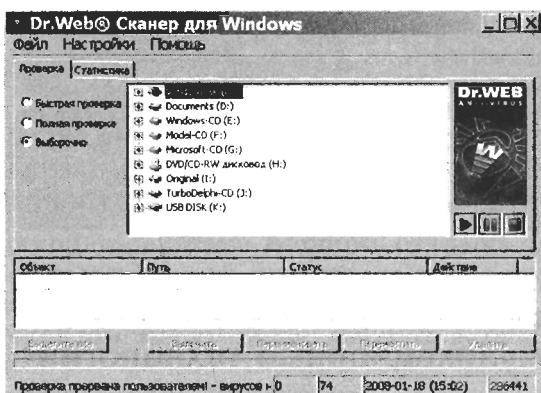 Dr.Web® Сканер для Windows
Файл Настройки Помощь
Проверка Статистика
Быстрая проверка
Полная проверка
Выборочно
Documents (D:)
Windows-CD (E:)
Model-CD (F:)
Microsoft-CD (G:)
DVD/CD-RW дисковод (H:)
Original (I:)
TurboDelphi-CD (J:)
USB DISK (K:)
Dr.WEB
ANTIVIRUS
Объект Путь Статус Действие
Проверка прервана пользователем! - вирусов н 0 74 2008-01-18 (15:02) 296441